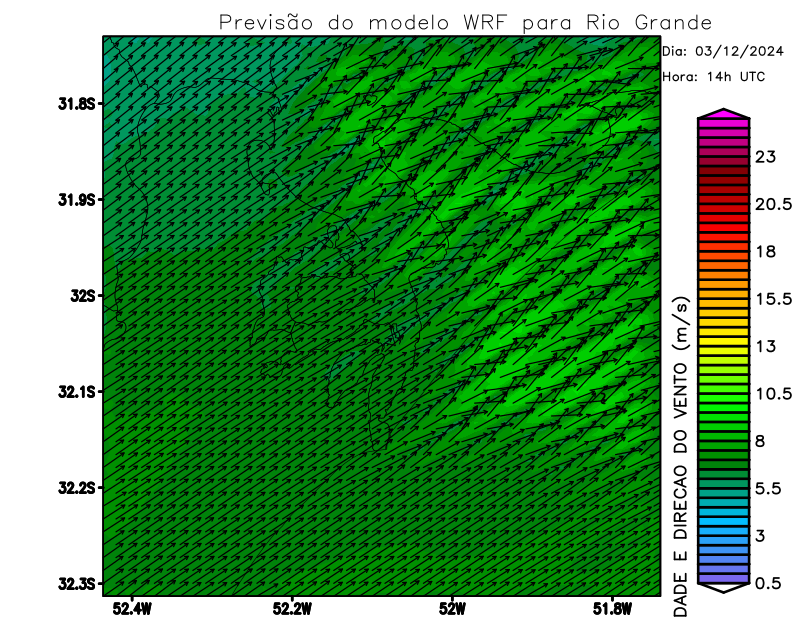 Previsão do modelo WRF para Rio Grande
Dia: 03/12/2024
Hora: 14h UTC
31.8S
31.9S
32S
32.1S
32.2S
32.3S
52.4W
52.2W
52W
51.8W
23
20.5
18
15.5
13
10.5
8
5.5
3
0.5
DADE E DIRECAO DO VENTO (m/s)